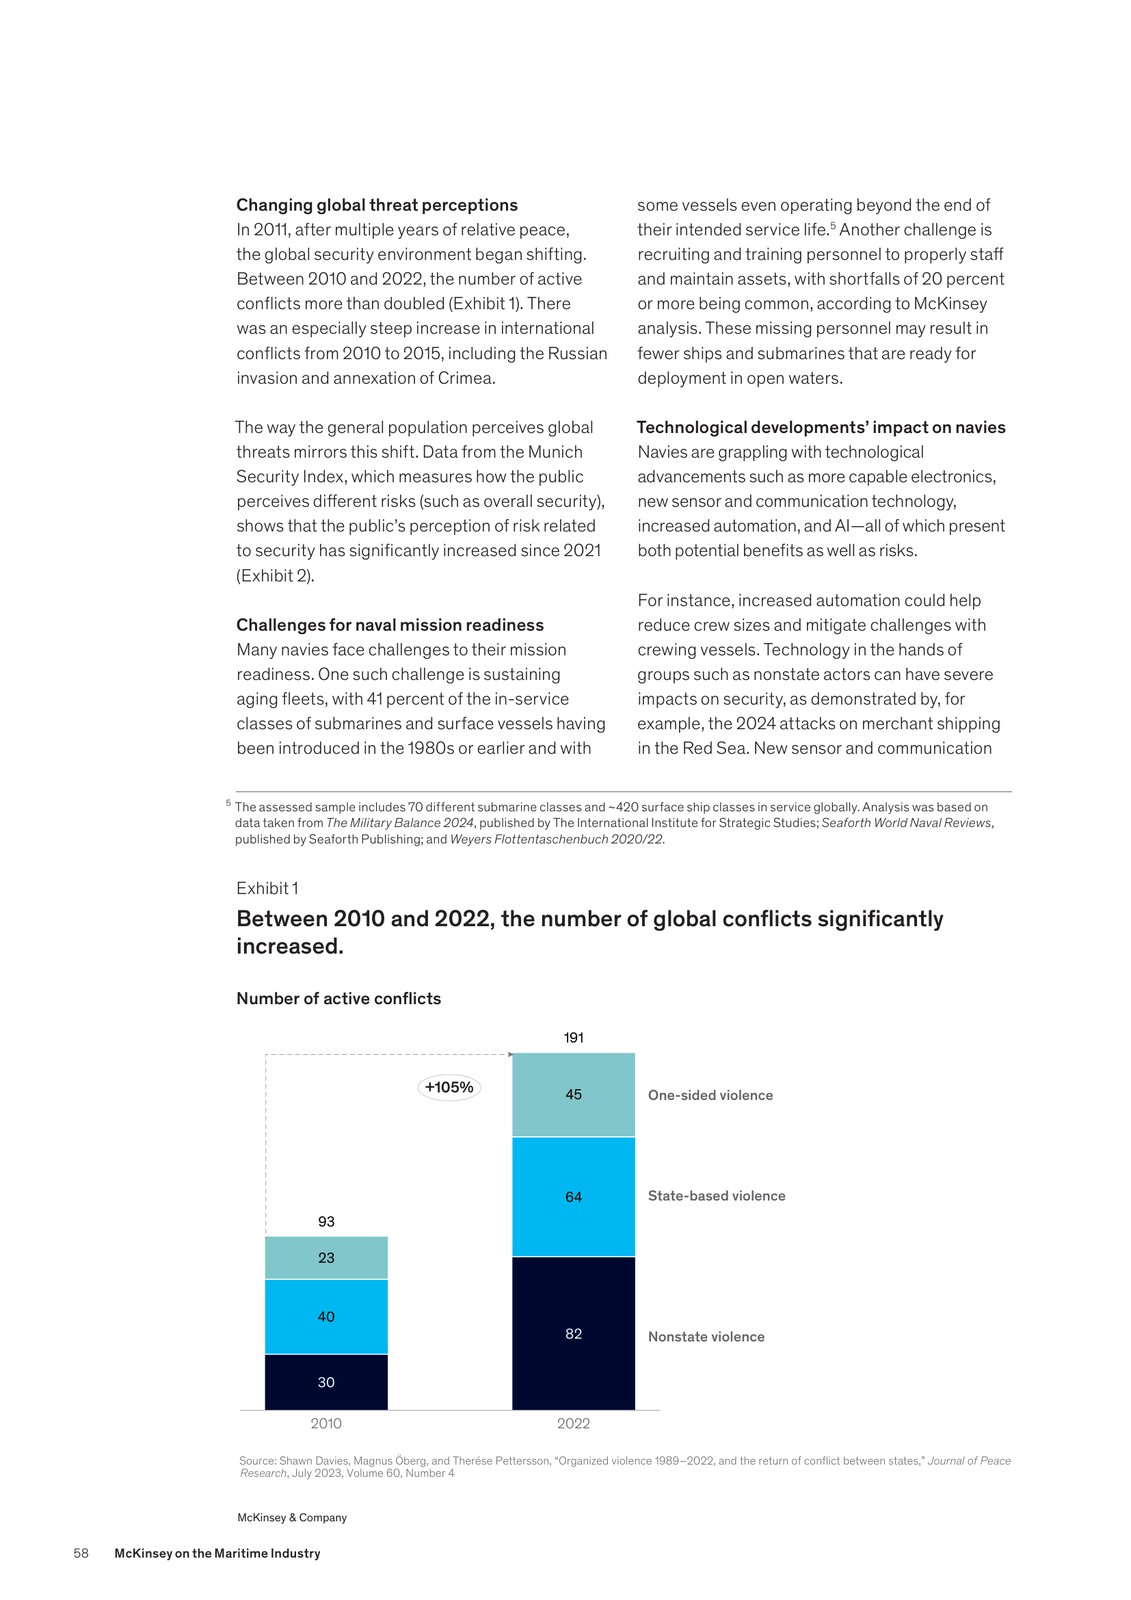 Changing global threat perceptions
In 2011, after multiple years of relative peace,
the global security environment began shifting.
Between 2010 and 2022, the number of active
conflicts more than doubled (Exhibit 1). There
was an especially steep increase in international
conflicts from 2010 to 2015, including the Russian
invasion and annexation of Crimea.
The way the general population perceives global
threats mirrors this shift. Data from the Munich
Security Index, which measures how the public
perceives different risks (such as overall security),
shows that the public’s perception of risk related
to security has significantly increased since 2021
(Exhibit 2).
Challenges for naval mission readiness
Many navies face challenges to their mission
readiness. One such challenge is sustaining
aging fleets, with 41 percent of the in-service
classes of submarines and surface vessels having
been introduced in the 1980s or earlier and with
some vessels even operating beyond the end of
their intended service life.5 Another challenge is
recruiting and training personnel to properly staff
and maintain assets, with shortfalls of 20 percent
or more being common, according to McKinsey
analysis. These missing personnel may result in
fewer ships and submarines that are ready for
deployment in open waters.
Technological developments’ impact on navies
Navies are grappling with technological
advancements such as more capable electronics,
new sensor and communication technology,
increased automation, and AI—all of which present
both potential benefits as well as risks.
For instance, increased automation could help
reduce crew sizes and mitigate challenges with
crewing vessels. Technology in the hands of
groups such as nonstate actors can have severe
impacts on security, as demonstrated by, for
example, the 2024 attacks on merchant shipping
in the Red Sea. New sensor and communication
5 The assessed sample includes 70 different submarine classes and ~420 surface ship classes in service globally. Analysis was based on
data taken from The Military Balance 2024, published by The International Institute for Strategic Studies; Seaforth World Naval Reviews,
published by Seaforth Publishing; and Weyers Flottentaschenbuch 2020/22.
Exhibit 1
Between 2010 and 2022, the number of global conflicts significantly
increased.
Number of active conflicts
191
+105%
45
One-sided violence
64
State-based violence
93
23
40
82
Nonstate violence
30
2010
2022
Source: Shawn Davies, Magnus Öberg, and Therése Pettersson, “Organized violence 1989–2022, and the return of conflict between states,” Journal of Peace
Research, July 2023, Volume 60, Number 4
McKinsey & Company
58 McKinsey on the Maritime Industry